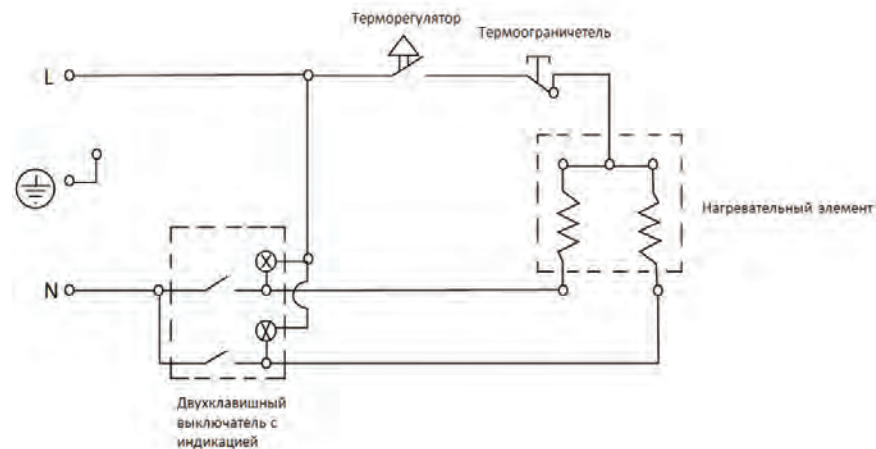 Терморегулятор
Термоограничетель
L
Нагревательный элемент
N
Двухклавишный
выключатель с
индикацией